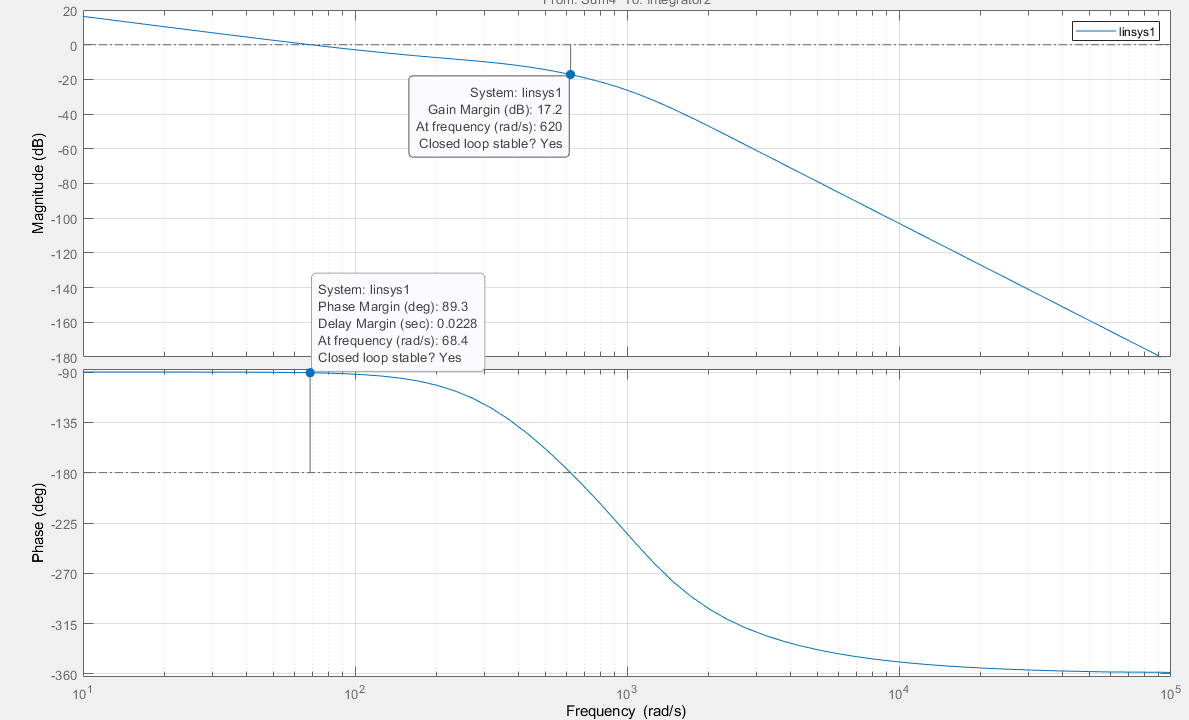 From: Sum4 To: Integrator2
linsys1
20
0
-20
-40
-60
-80
-100
-120
-140
-160
-180
Magnitude (dB)
System: linsys1
Gain Margin (dB): 17.2
At frequency (rad/s): 620
Closed loop stable? Yes
System: linsys1
Phase Margin (deg): 89.3
Delay Margin (sec): 0.0228
At frequency (rad/s): 68.4
Closed loop stable? Yes
-90
-135
-180
-225
-270
-315
-360
Phase (deg)
10^1 10^2 10^3 10^4 10^5
Frequency (rad/s)